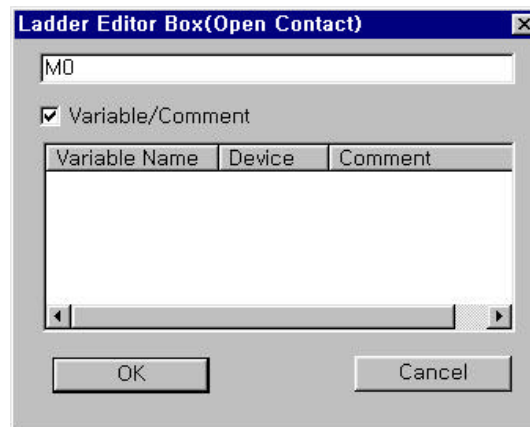 Ladder Editor Box(Open Contact)
M0
Variable/Comment
Variable Name Device Comment
OK Cancel